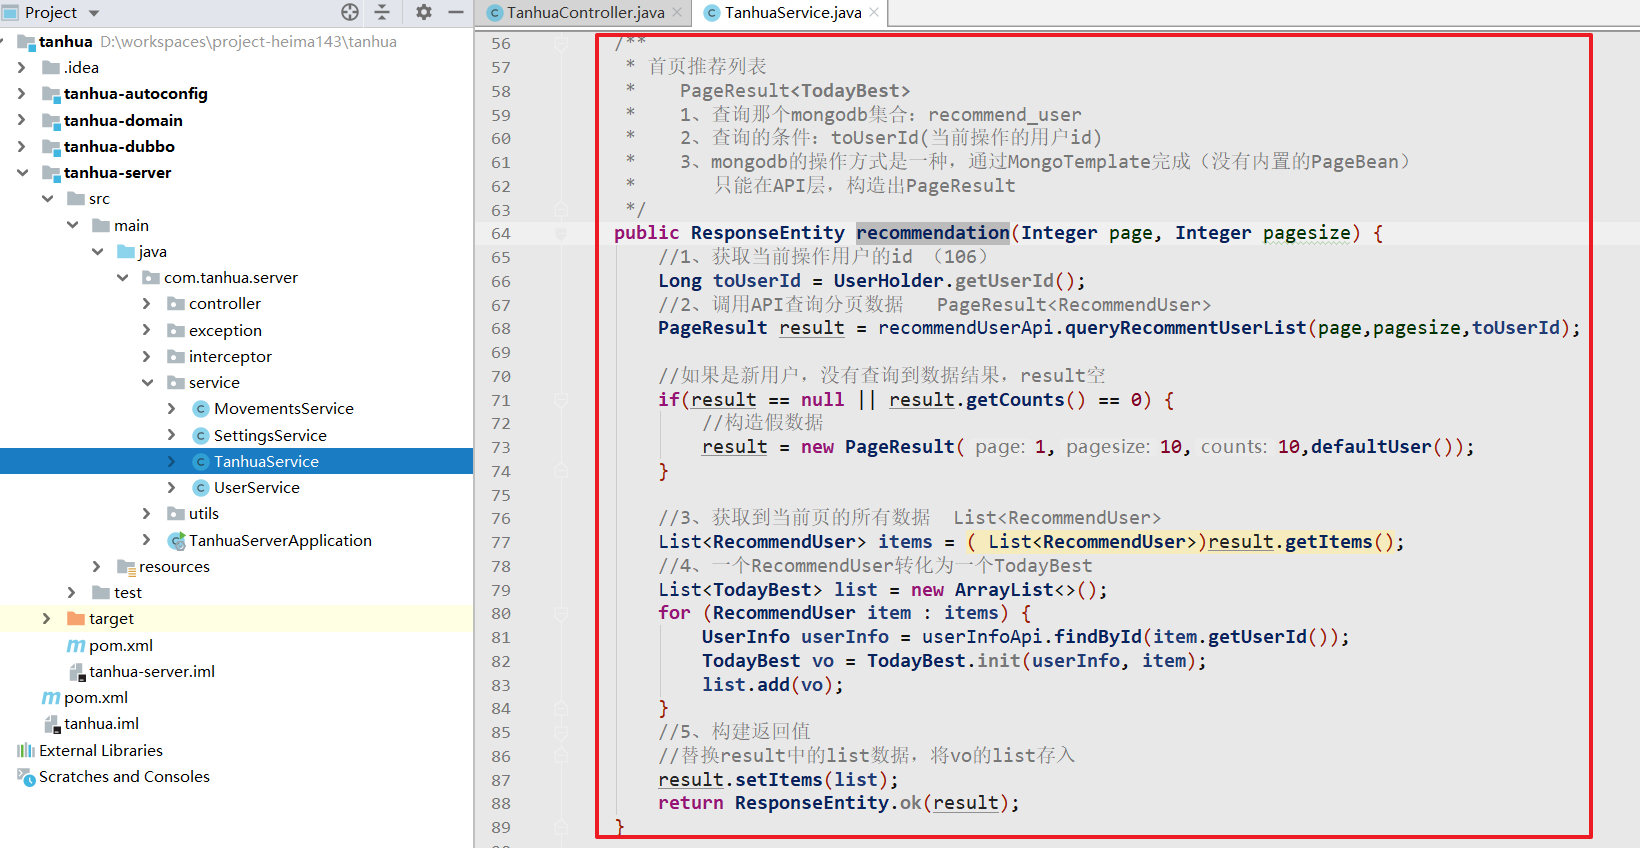 Project
TanhuaController.java
TanhuaService.java
tanhua D:\workspaces\project-heima143\tanhua
.idea
tanhua-autoconfig
tanhua-domain
tanhua-dubbo
tanhua-server
src
main
java
com.tanhua.server
controller
exception
interceptor
service
MovementsService
SettingsService
TanhuaService
UserService
utils
TanhuaServerApplication
resources
test
target
pom.xml
tanhua-server.iml
pom.xml
tanhua.iml
External Libraries
Scratches and Consoles
56 /**
57 * 首页推荐列表
58 * PageResult<TodayBest>
59 * 1、查询那个mongodb集合：recommend_user
60 * 2、查询的条件：toUserId(当前操作的用户id)
61 * 3、mongodb的操作方式是一种，通过MongoTemplate完成（没有内置的PageBean）
62 * 只能在API层，构造出PageResult
63 */
64 public ResponseEntity recommendation(Integer page, Integer pagesize) {
65 //1、获取当前操作用户的id （106）
66 Long toUserId = UserHolder.getUserId();
67 //2、调用API查询分页数据 PageResult<RecommendUser>
68 PageResult result = recommendUserApi.queryRecommentUserList(page,pagesize,toUserId);
69
70 //如果是新用户，没有查询到数据结果，result空
71 if(result == null || result.getCounts() == 0) {
72 //构造假数据
73 result = new PageResult( page: 1, pagesize: 10, counts: 10,defaultUser());
74 }
75
76 //3、获取到当前页的所有数据 List<RecommendUser>
77 List<RecommendUser> items = ( List<RecommendUser>)result.getItems();
78 //4、一个RecommendUser转化为一个TodayBest
79 List<TodayBest> list = new ArrayList<>();
80 for (RecommendUser item : items) {
81 UserInfo userInfo = userInfoApi.findById(item.getUserId());
82 TodayBest vo = TodayBest.init(userInfo, item);
83 list.add(vo);
84 }
85 //5、构建返回值
86 //替换result中的list数据，将vo的list存入
87 result.setItems(list);
88 return ResponseEntity.ok(result);
89 }